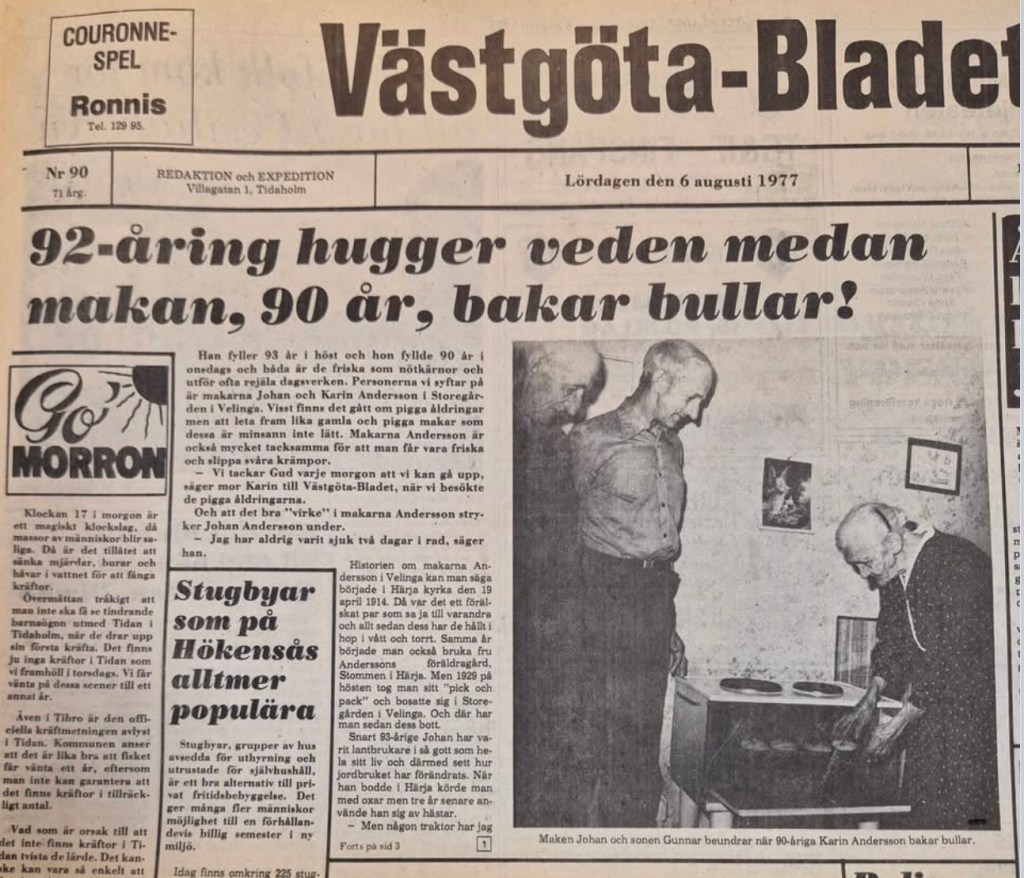 COURONNE-
SPEL
Ronnis
Tel. 129 95.
Västgöta-Bladet
Nr 90
71 årg.
REDAKTION och EXPEDITION
Villagatan 1, Tidaholm
Lördagen den 6 augusti 1977
92-åring hugger veden medan
makan, 90 år, bakar bullar!
Go'
MORRON
Klockan 17 i morgon är
ett magiskt klockslag, då
massor av människor blir sa-
liga. Då är det tillåtet att
sänka mjärdar, burar och
håvar i vattnet för att fånga
kräftor.
Övermåttan tråkigt att
man inte ska få se tindrande
barnaögon utmed Tidan i
Tidaholm, när de drar upp
sin första kräfta. Det finns
ju inga kräftor i Tidan som
vi framhöll i torsdags. Vi får
vänta på dessa scener till ett
annat år.
Även i Tibro är den offi-
ciella kräftmetningen avlyst
i Tidan. Kommunen anser
att det är lika bra att fisket
får vänta ett år, eftersom
man inte kan garantera att
det finns kräftor i tillräck-
ligt antal.
Vad som är orsak till att
det inte finns kräftor i Ti-
dan tvista de lärde. Det kan-
ske kan vara så enkelt att
Han fyller 93 år i höst och hon fyllde 90 år i
onsdags och båda är de friska som nötkärnor och
utför ofta rejäla dagsverken. Personerna vi syftar på
är makarna Johan och Karin Andersson i Storegår-
den i Velinga. Visst finns det gått om pigga åldringar
men att leta fram lika gamla och pigga makar som
dessa är minsann inte lätt. Makarna Andersson är
också mycket tacksamma för att man får vara friska
och slippa svåra krämpor.
— Vi tackar Gud varje morgon att vi kan gå upp,
säger mor Karin till Västgöta-Bladet, när vi besökte
de pigga åldringarna.
Och att det bra "virke" i makarna Andersson stry-
ker Johan Andersson under.
— Jag har aldrig varit sjuk två dagar i rad, säger
han.
Stugbyar
som på
Hökensås
alltmer
populära
Stugbyar, grupper av hus
avsedda för uthyrning och
utrustade för självhushåll,
är ett bra alternativ till pri-
vat fritidsbebyggelse. Det
ger många fler människor
möjlighet till en förhållan-
devis billig semester i ny
miljö.
Idag finns omkring 225 stug-
Historien om makarna An-
dersson i Velinga kan man säga
började i Härja kyrka den 19
april 1914. Då var det ett föräl-
skat par som sa ja till varandra
och allt sedan dess har de hållt i
hop i vått och torrt. Samma år
började man också bruka fru
Anderssons föräldragård,
Stommen i Härja. Men 1929 på
hösten tog man sitt "pick och
pack" och bosatte sig i Store-
gården i Velinga. Och där har
man sedan dess bott.
Snart 93-årige Johan har va-
rit lantbrukare i så gott som he-
la sitt liv och därmed sett hur
jordbruket har förändrats. När
han bodde i Härja körde man
med oxar men tre år senare an-
vände han sig av hästar.
— Men någon traktor har jag
Forts på sid 3
1
Maken Johan och sonen Gunnar beundrar när 90-åriga Karin Andersson bakar bullar.